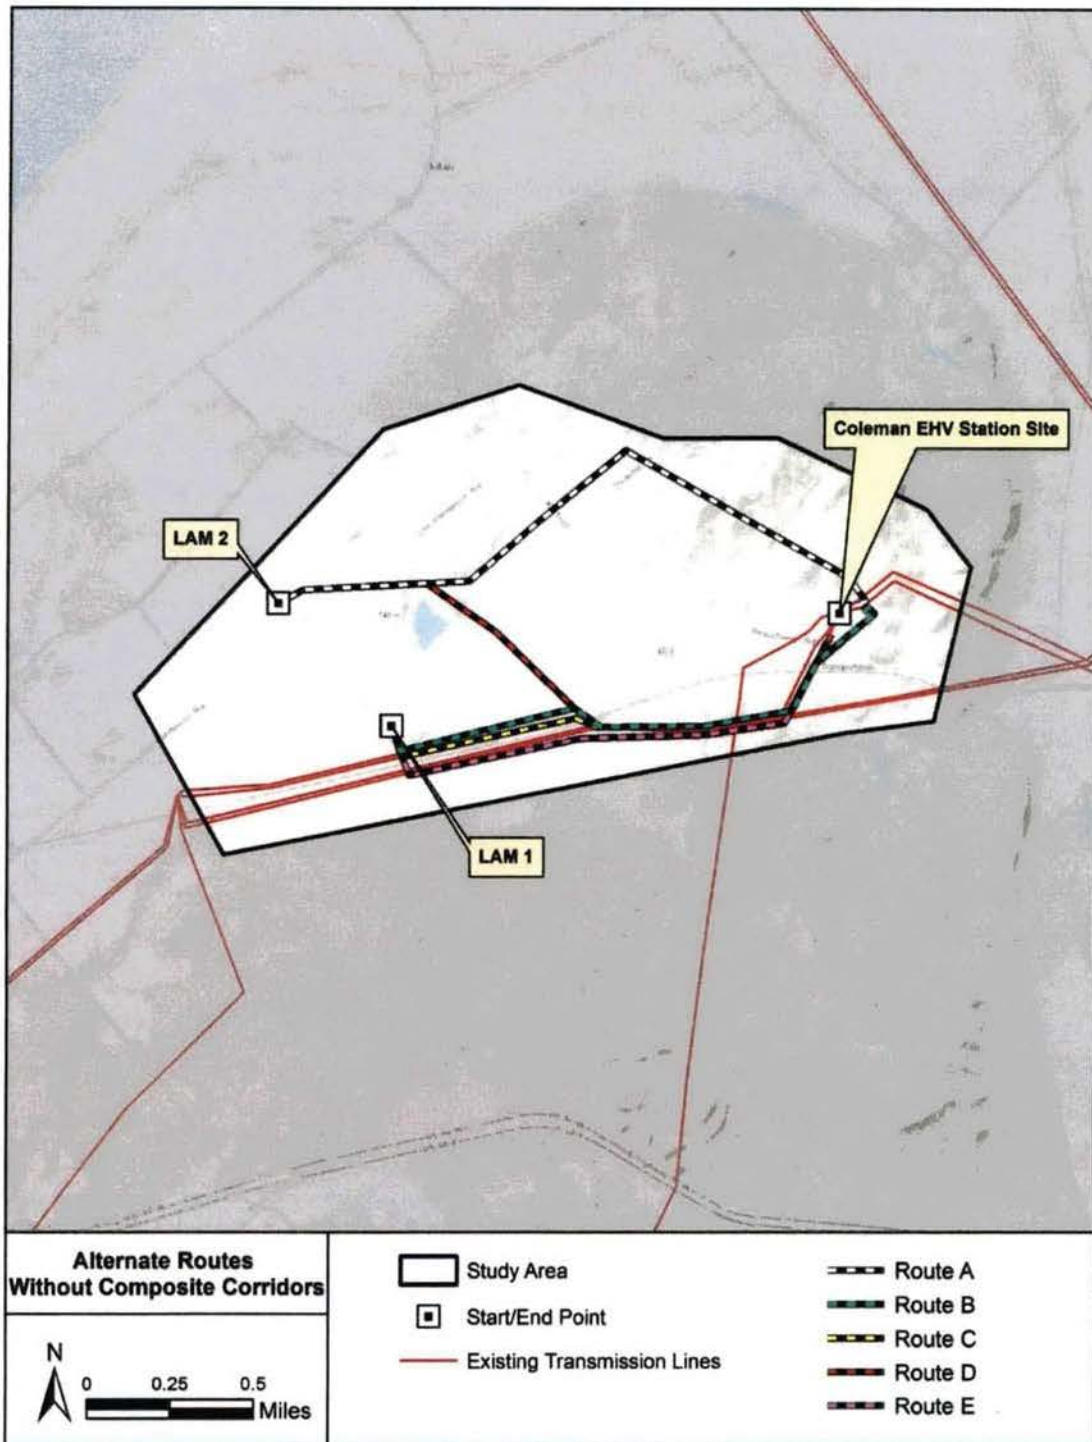 Coleman EHV Station Site
LAM 2
LAM 1
Alternate Routes
Without Composite Corridors
N
0 0.25 0.5
Miles
Study Area
Start/End Point
Existing Transmission Lines
Route A
Route B
Route C
Route D
Route E